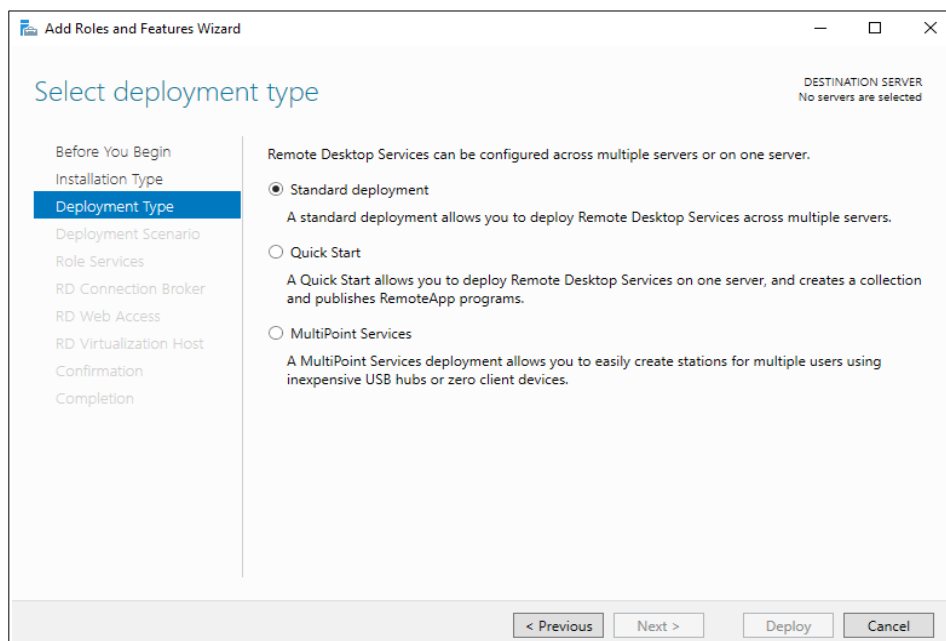 Add Roles and Features Wizard
Select deployment type
DESTINATION SERVER
No servers are selected
Before You Begin
Installation Type
Deployment Type
Deployment Scenario
Role Services
RD Connection Broker
RD Web Access
RD Virtualization Host
Confirmation
Completion
Remote Desktop Services can be configured across multiple servers or on one server.
Standard deployment
A standard deployment allows you to deploy Remote Desktop Services across multiple servers.
Quick Start
A Quick Start allows you to deploy Remote Desktop Services on one server, and creates a collection
and publishes RemoteApp programs.
MultiPoint Services
A MultiPoint Services deployment allows you to easily create stations for multiple users using
inexpensive USB hubs or zero client devices.
< Previous
Next >
Deploy
Cancel